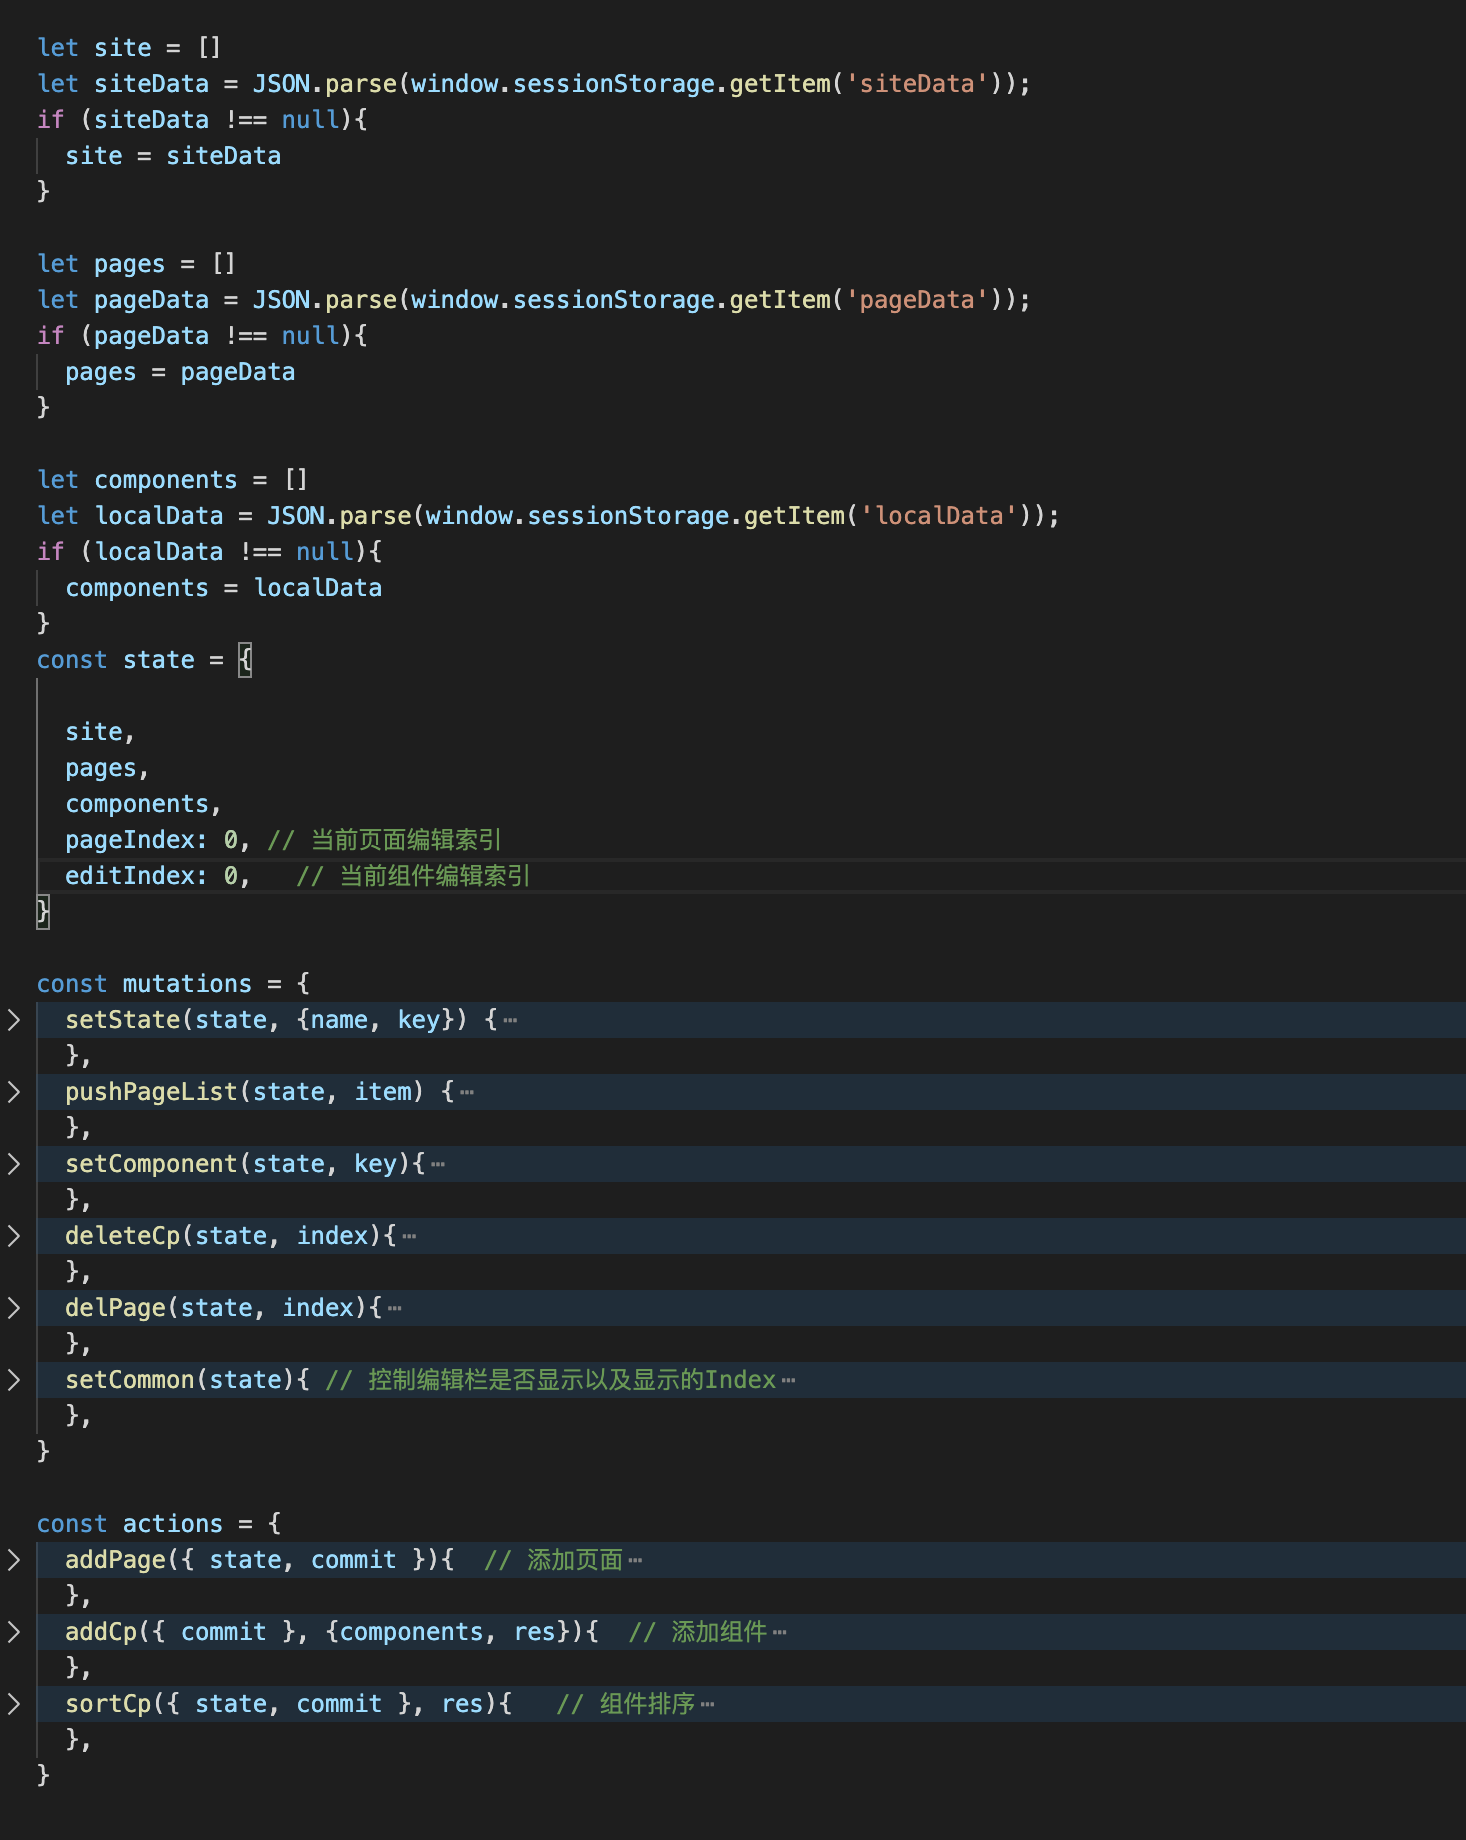 let site = []
let siteData = JSON.parse(window.sessionStorage.getItem('siteData'));
if (siteData !== null){
  site = siteData
}

let pages = []
let pageData = JSON.parse(window.sessionStorage.getItem('pageData'));
if (pageData !== null){
  pages = pageData
}

let components = []
let localData = JSON.parse(window.sessionStorage.getItem('localData'));
if (localData !== null){
  components = localData
}
const state = {

  site,
  pages,
  components,
  pageIndex: 0, // 当前页面编辑索引
  editIndex: 0,   // 当前组件编辑索引
}

const mutations = {
  setState(state, {name, key}) {⋯
  },
  pushPageList(state, item) {⋯
  },
  setComponent(state, key){⋯
  },
  deleteCp(state, index){⋯
  },
  delPage(state, index){⋯
  },
  setCommon(state){ // 控制编辑栏是否显示以及显示的Index⋯
  },
}

const actions = {
  addPage({ state, commit }){  // 添加页面⋯
  },
  addCp({ commit }, {components, res}){  // 添加组件⋯
  },
  sortCp({ state, commit }, res){   // 组件排序⋯
  },
}